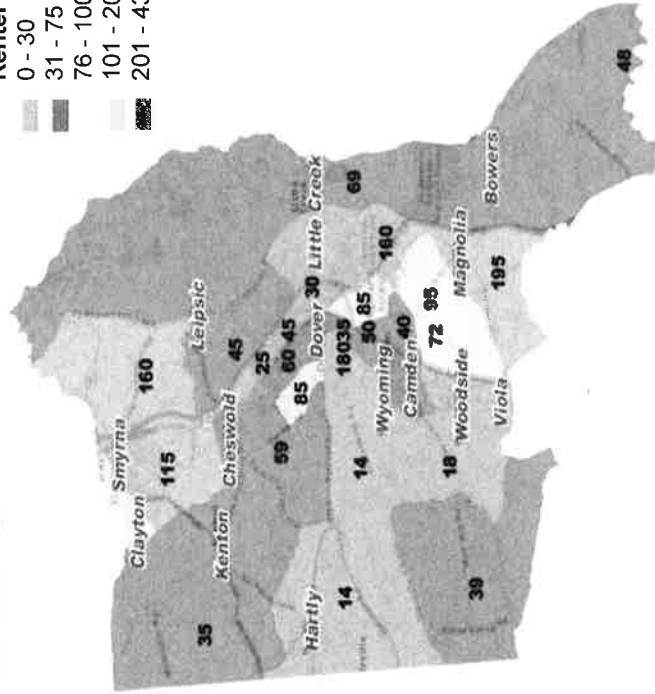 Renter
0 - 30
31 - 75
76 - 100
101 - 20
201 - 43
Smyrna
Clayton
160
115
Leipsic
Cheswold
Kenton
35
45
25
60
45
30
Little Creek
Dover
59
85
69
Hartly
14
14
18035
50
85
160
Wyoming
Camden
40
72
95
Magnolia
Bowers
48
Woodside
18
Viola
195
39